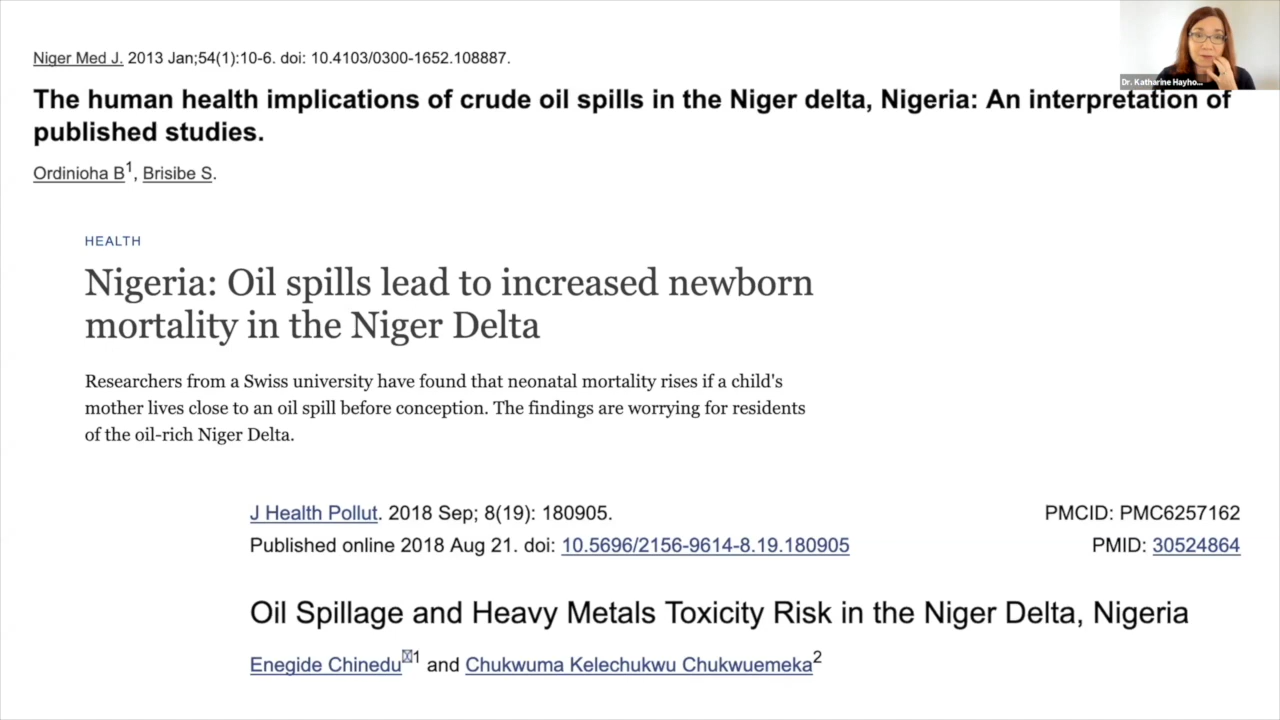 Niger Med J. 2013 Jan;54(1):10-6. doi: 10.4103/0300-1652.108887.
Dr. Katharine Hayho...
The human health implications of crude oil spills in the Niger delta, Nigeria: An interpretation of
published studies.
Ordinioha B1, Brisibe S.
HEALTH
Nigeria: Oil spills lead to increased newborn
mortality in the Niger Delta
Researchers from a Swiss university have found that neonatal mortality rises if a child's
mother lives close to an oil spill before conception. The findings are worrying for residents
of the oil-rich Niger Delta.
J Health Pollut. 2018 Sep; 8(19): 180905. PMCID: PMC6257162
Published online 2018 Aug 21. doi: 10.5696/2156-9614-8.19.180905 PMID: 30524864
Oil Spillage and Heavy Metals Toxicity Risk in the Niger Delta, Nigeria
Enegide Chinedu1 and Chukwuma Kelechukwu Chukwuemeka2